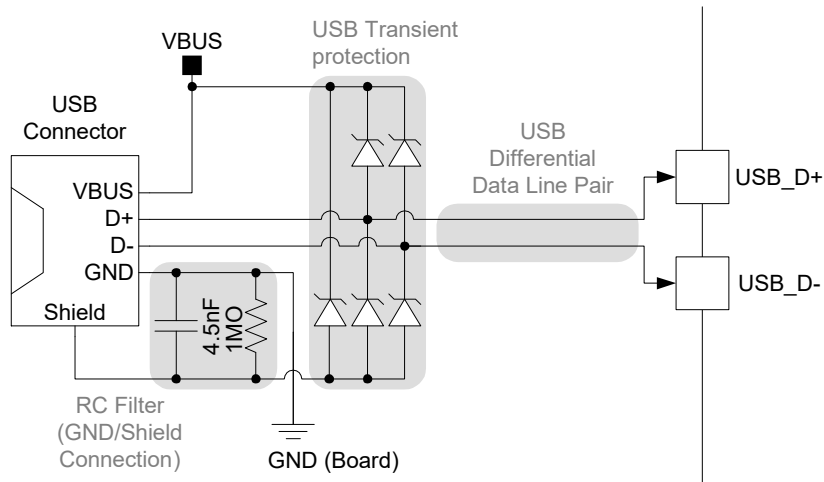 USB Transient
protection
VBUS
USB
Connector
USB
Differential
Data Line Pair
VBUS
D+
D-
GND
Shield
USB_D+
USB_D-
4.5nF
1MO
RC Filter
(GND/Shield
Connection)
GND (Board)